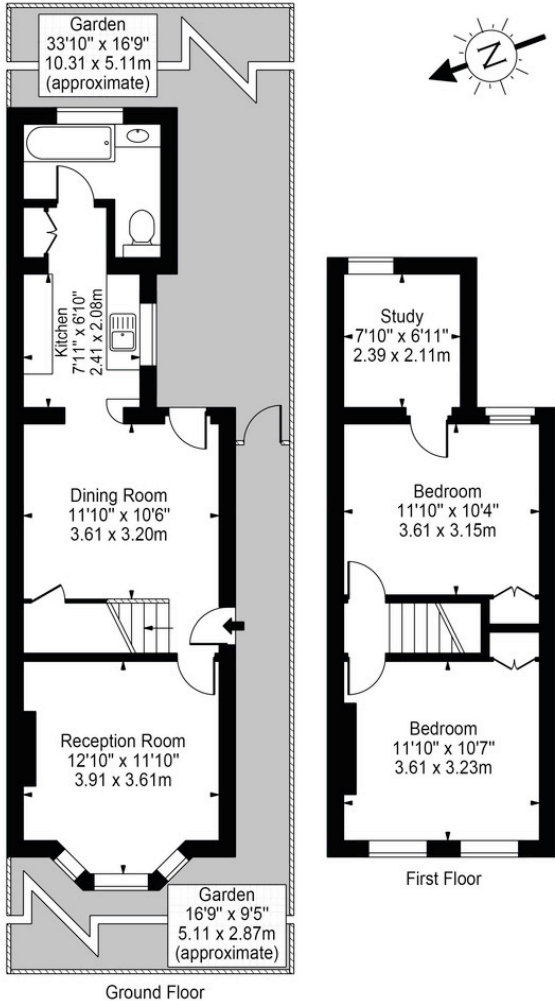 Garden
33'10" x 16'9"
10.31 x 5.11m
(approximate)
N
Kitchen
7'11" x 6'10"
2.41 x 2.08m
Study
7'10" x 6'11"
2.39 x 2.11m
Dining Room
11'10" x 10'6"
3.61 x 3.20m
Bedroom
11'10" x 10'4"
3.61 x 3.15m
Reception Room
12'10" x 11'10"
3.91 x 3.61m
Bedroom
11'10" x 10'7"
3.61 x 3.23m
Garden
16'9" x 9'5"
5.11 x 2.87m
(approximate)
First Floor
Ground Floor